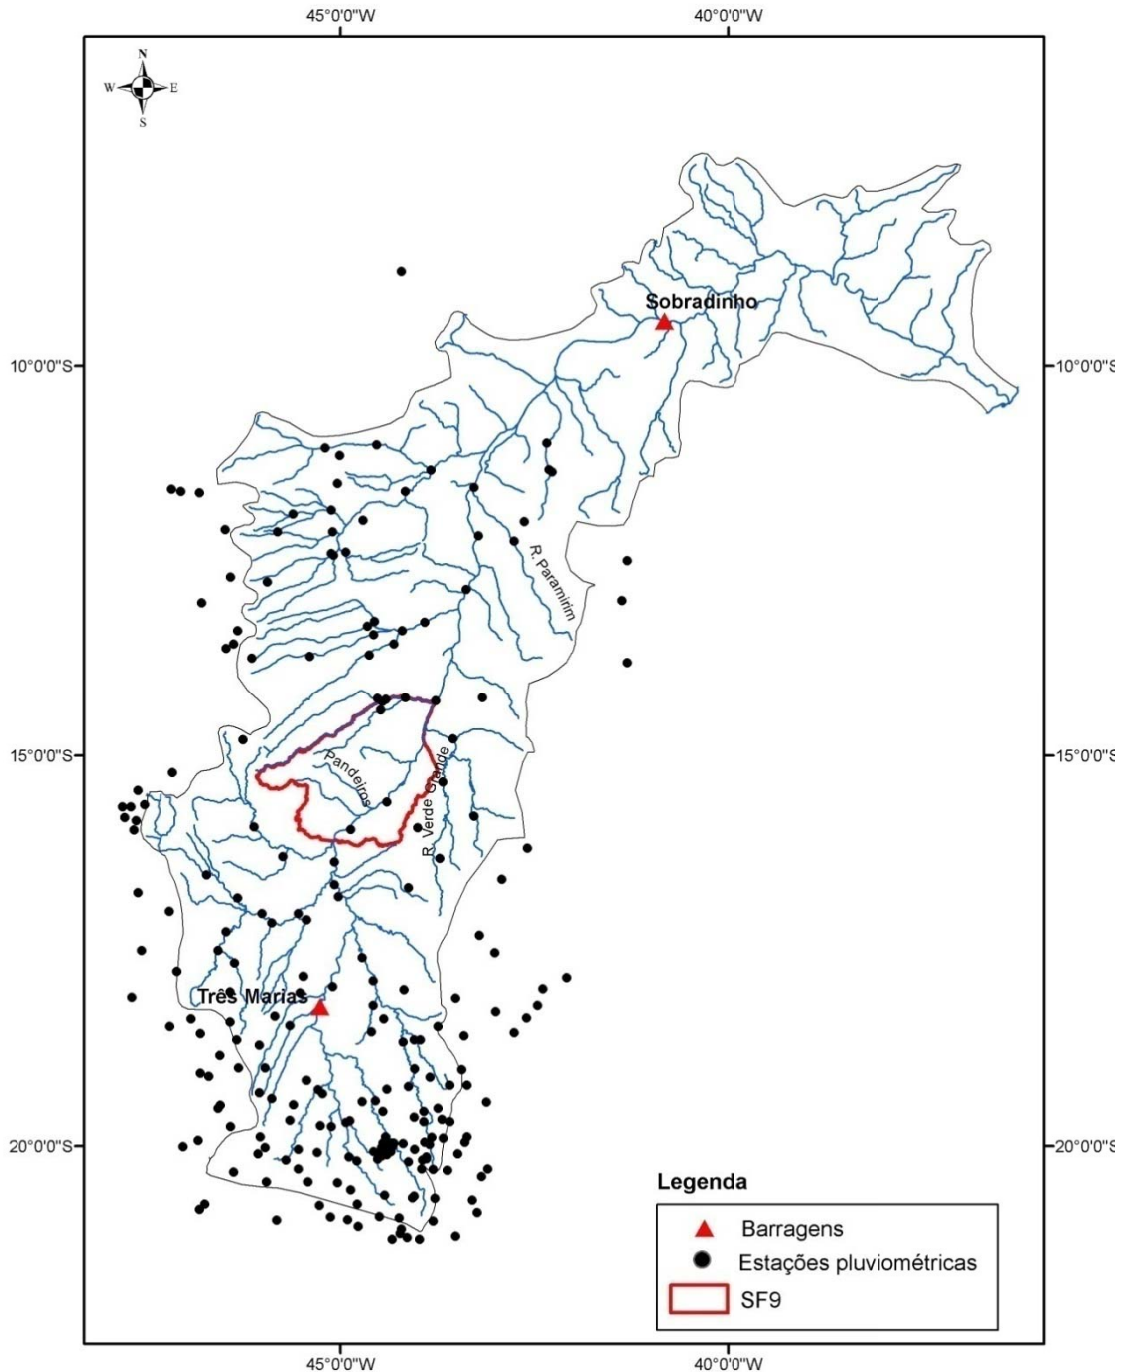 45°0'0"W 40°0'0"W
N
W E
S
Sobradinho
10°0'0"S 10°0'0"S
R. Paramirim
15°0'0"S 15°0'0"S
Pandeiros
R. Verde Grande
Três Marias
20°0'0"S 20°0'0"S
Legenda
Barragens
Estações pluviométricas
SF9
45°0'0"W 40°0'0"W